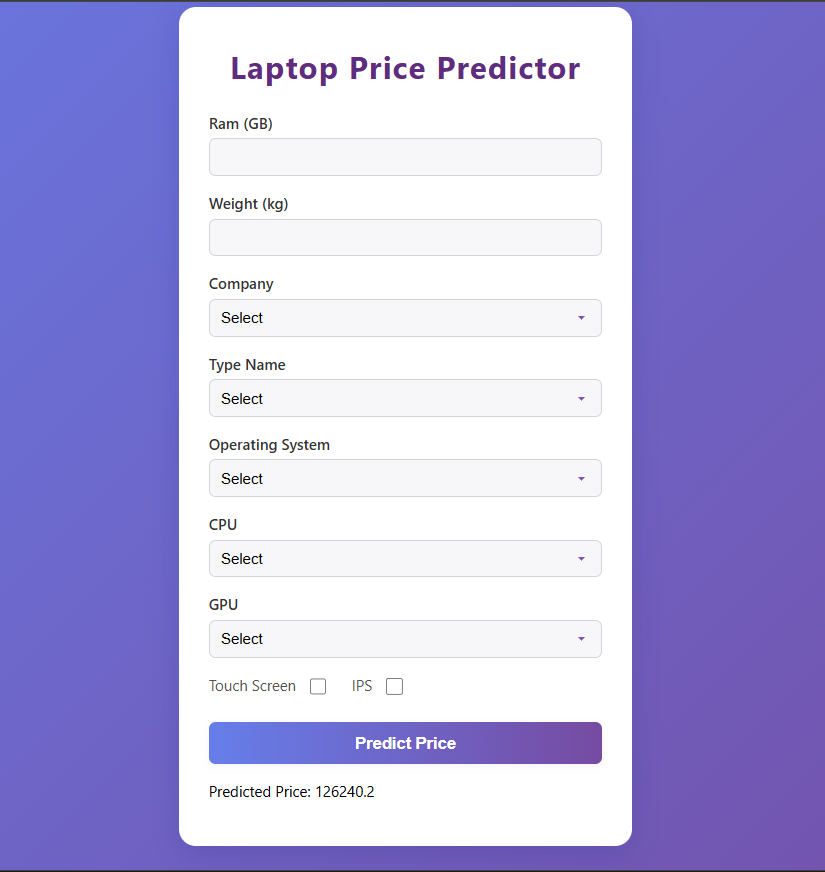 Laptop Price Predictor
Ram (GB)
Weight (kg)
Company
Select
Type Name
Select
Operating System
Select
CPU
Select
GPU
Select
Touch Screen IPS
Predict Price
Predicted Price: 126240.2